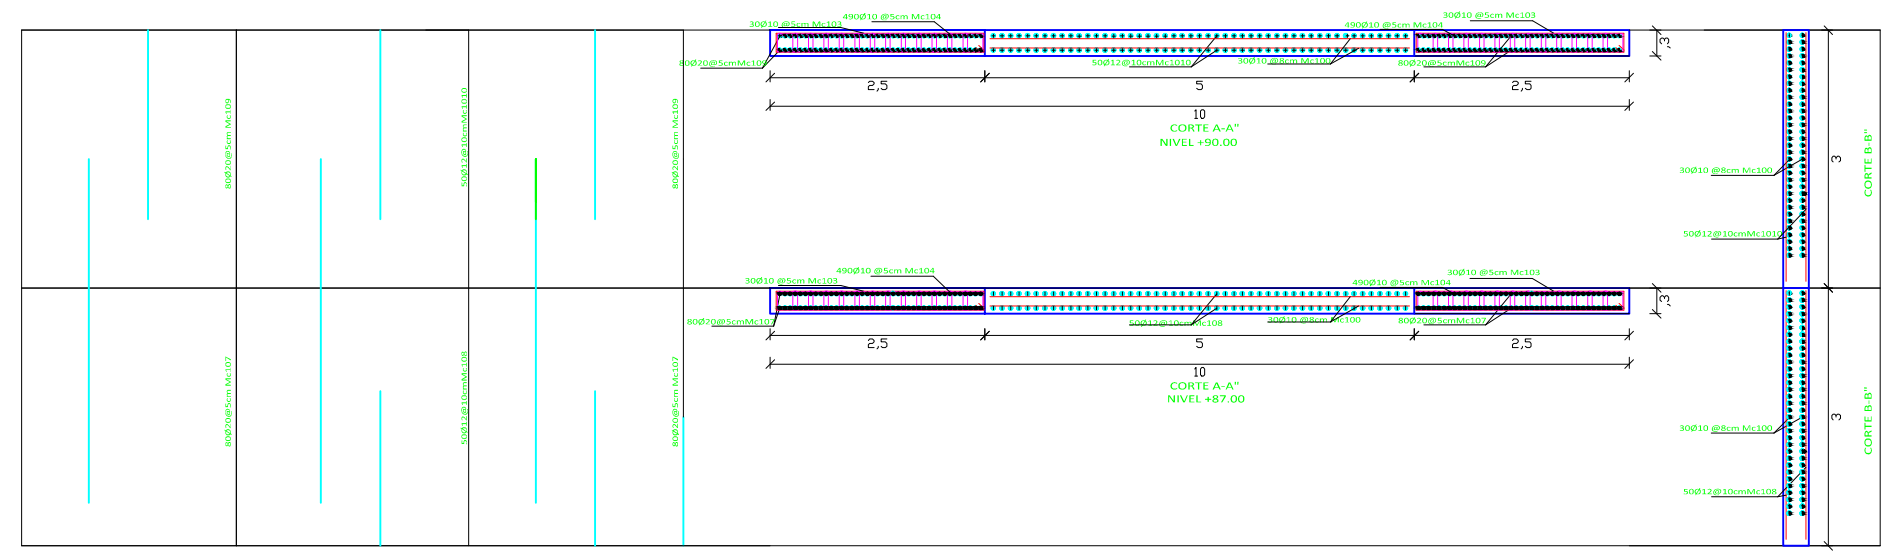 30Ø10 @5cm Mc103
490Ø10 @5cm Mc104
490Ø10 @5cm Mc104
30Ø10 @5cm Mc103
80Ø20@5cmMc109
50Ø12@10cmMc1010
30Ø10 @8cm Mc100
80Ø20@5cmMc109
,3
2,5
5
2,5
10
CORTE A-A"
NIVEL +90.00
80Ø20@5cm Mc109
50Ø12@10cmMc1010
80Ø20@5cm Mc109
30Ø10 @8cm Mc100
50Ø12@10cmMc1010
3
CORTE B-B"
30Ø10 @5cm Mc103
490Ø10 @5cm Mc104
490Ø10 @5cm Mc104
30Ø10 @5cm Mc103
80Ø20@5cmMc107
50Ø12@10cmMc108
30Ø10 @8cm Mc100
80Ø20@5cmMc107
,3
2,5
5
2,5
10
CORTE A-A"
NIVEL +87.00
80Ø20@5cm Mc107
50Ø12@10cmMc108
80Ø20@5cm Mc107
30Ø10 @8cm Mc100
50Ø12@10cmMc108
3
CORTE B-B"